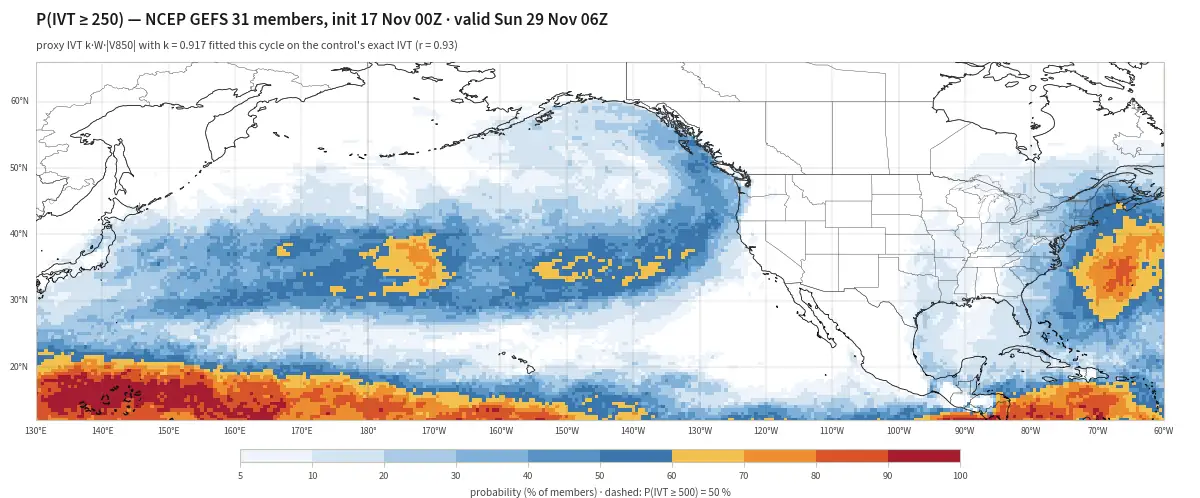 P(IVT ≥ 250) — NCEP GEFS 31 members, init 17 Nov 00Z · valid Sun 29 Nov 06Z
proxy IVT k·W·|V850| with k = 0.917 fitted this cycle on the control's exact IVT (r = 0.93)
60°N
50°N
40°N
30°N
20°N
130°E 140°E 150°E 160°E 170°E 180° 170°W 160°W 150°W 140°W 130°W 120°W 110°W 100°W 90°W 80°W 70°W 60°W
5 10 20 30 40 50 60 70 80 90 100
probability (% of members) · dashed: P(IVT ≥ 500) = 50 %